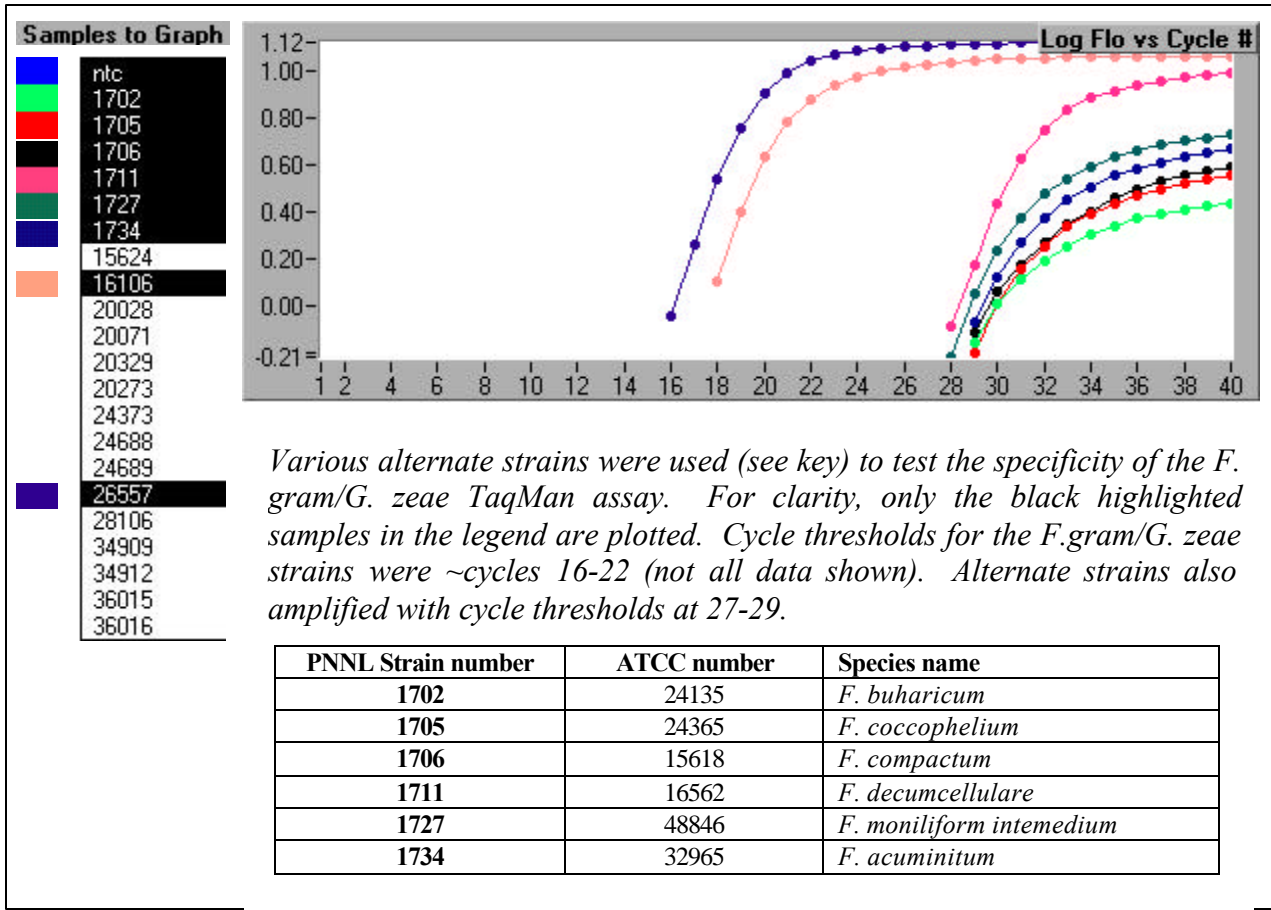 Samples to Graph
ntc
1702
1705
1706
1711
1727
1734
15624
16106
20028
20071
20329
20273
24373
24688
24689
26557
28106
34909
34912
36015
36016
Log Flo vs Cycle #
1.12
1.00
0.80
0.60
0.40
0.20
0.00
-0.21
1 2 4 6 8 10 12 14 16 18 20 22 24 26 28 30 32 34 36 38 40
Various alternate strains were used (see key) to test the specificity of the F.
gram/G. zeae TaqMan assay. For clarity, only the black highlighted
samples in the legend are plotted. Cycle thresholds for the F.gram/G. zeae
strains were ~cycles 16-22 (not all data shown). Alternate strains also
amplified with cycle thresholds at 27-29.
PNNL Strain number ATCC number Species name
1702 24135 F. buharicum
1705 24365 F. coccophelium
1706 15618 F. compactum
1711 16562 F. decumcellulare
1727 48846 F. moniliform intemedium
1734 32965 F. acuminitum